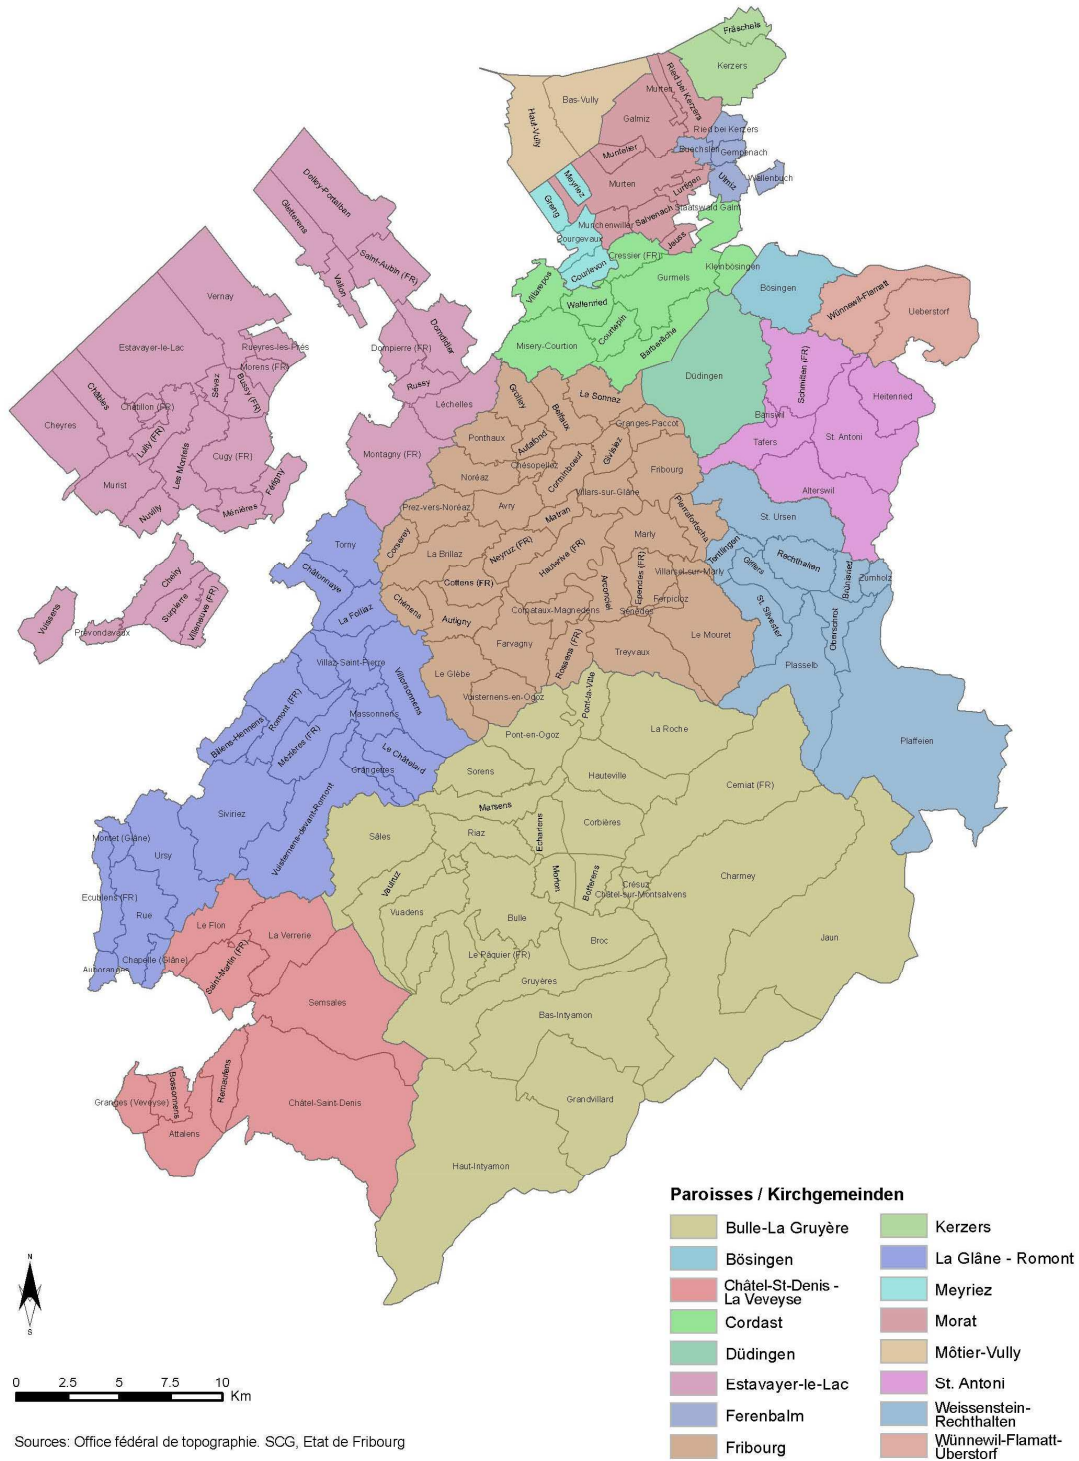 Fräschels
Kerzers
Ried bei Kerzers
Murten
Bas-Vully
Haut-Vully
Galmiz
Ried bei Kerzers
Buechslen
Gempenach
Muntelier
Wallenbuch
Ulmiz
Meyriez
Murten
Lurtigen
Greng
Salvenach
Staatswald Galm
Münchenwiler
Courgevaux
Jeuss
Cressier (FR)
Kleinbösingen
Courlevon
Gurmels
Villarepos
Wallenried
Courtepin
Barberêche
Misery-Courtion
Bösingen
Wünnewil-Flamatt
Ueberstorf
Delley-Portalban
Gletterens
Saint-Aubin (FR)
Vallon
Vernay
Estavayer-le-Lac
Rueyres-les-Prés
Morens (FR)
Sévaz
Bussy (FR)
Châbles
Châtillon (FR)
Cheyres
Lully (FR)
Les Montets
Cugy (FR)
Murist
Nuvilly
Ménières
Fétigny
Domdidier
Dompierre (FR)
Russy
Léchelles
Montagny (FR)
Düdingen
Schmitten (FR)
Heitenried
Tafers
St. Antoni
Alterswil
Grolley
Belfaux
La Sonnaz
Granges-Paccot
Ponthaux
Autafond
Givisiez
Chésopelloz
Corminboeuf
Fribourg
Noréaz
Villars-sur-Glâne
Prez-vers-Noréaz
Avry
Matran
Pierrafortscha
Corserey
La Brillaz
Neyruz (FR)
Hauterive (FR)
Marly
Villarsel-sur-Marly
Cottens (FR)
Arconciel
Ependes (FR)
Ferpicloz
Chénens
Autigny
Corpataux-Magnedens
Senèdes
Farvagny
Rossens (FR)
Treyvaux
Le Mouret
Le Glèbe
Vuisternens-en-Ogoz
St. Ursen
Tentlingen
Giffers
Rechthalten
Brünisried
Zumholz
St. Silvester
Oberschrot
Plasselb
Plaffeien
Torny
Châtonnaye
La Folliaz
Villaz-Saint-Pierre
Villorsonnens
Romont (FR)
Massonnens
Billens-Hennens
Mézières (FR)
Le Châtelard
Grangettes
Siviriez
Vuisternens-devant-Romont
Montet (Glâne)
Ursy
Ecublens (FR)
Rue
Auboranges
Chapelle (Glâne)
Cheiry
Surpierre
Villeneuve (FR)
Vuissens
Prévondavaux
Pont-la-Ville
Pont-en-Ogoz
La Roche
Sorens
Hauteville
Cerniat (FR)
Marsens
Echarlens
Corbières
Sâles
Riaz
Vaulruz
Morlon
Botterens
Crésuz
Châtel-sur-Montsalvens
Charmey
Vuadens
Bulle
Broc
Jaun
Le Pâquier (FR)
Gruyères
Bas-Intyamon
Grandvillard
Haut-Intyamon
Le Flon
La Verrerie
Saint-Martin (FR)
Semsales
Remaufens
Bossonnens
Granges (Veveyse)
Attalens
Châtel-Saint-Denis
Paroisses / Kirchgemeinden
Bulle-La Gruyère
Bösingen
Châtel-St-Denis -
La Veveyse
Cordast
Düdingen
Estavayer-le-Lac
Ferenbalm
Fribourg
Kerzers
La Glâne - Romont
Meyriez
Morat
Môtier-Vully
St. Antoni
Weissenstein-
Rechthalten
Wünnewil-Flamatt-
Überstorf
N
S
0 2.5 5 7.5 10
Km
Sources: Office fédéral de topographie. SCG, Etat de Fribourg